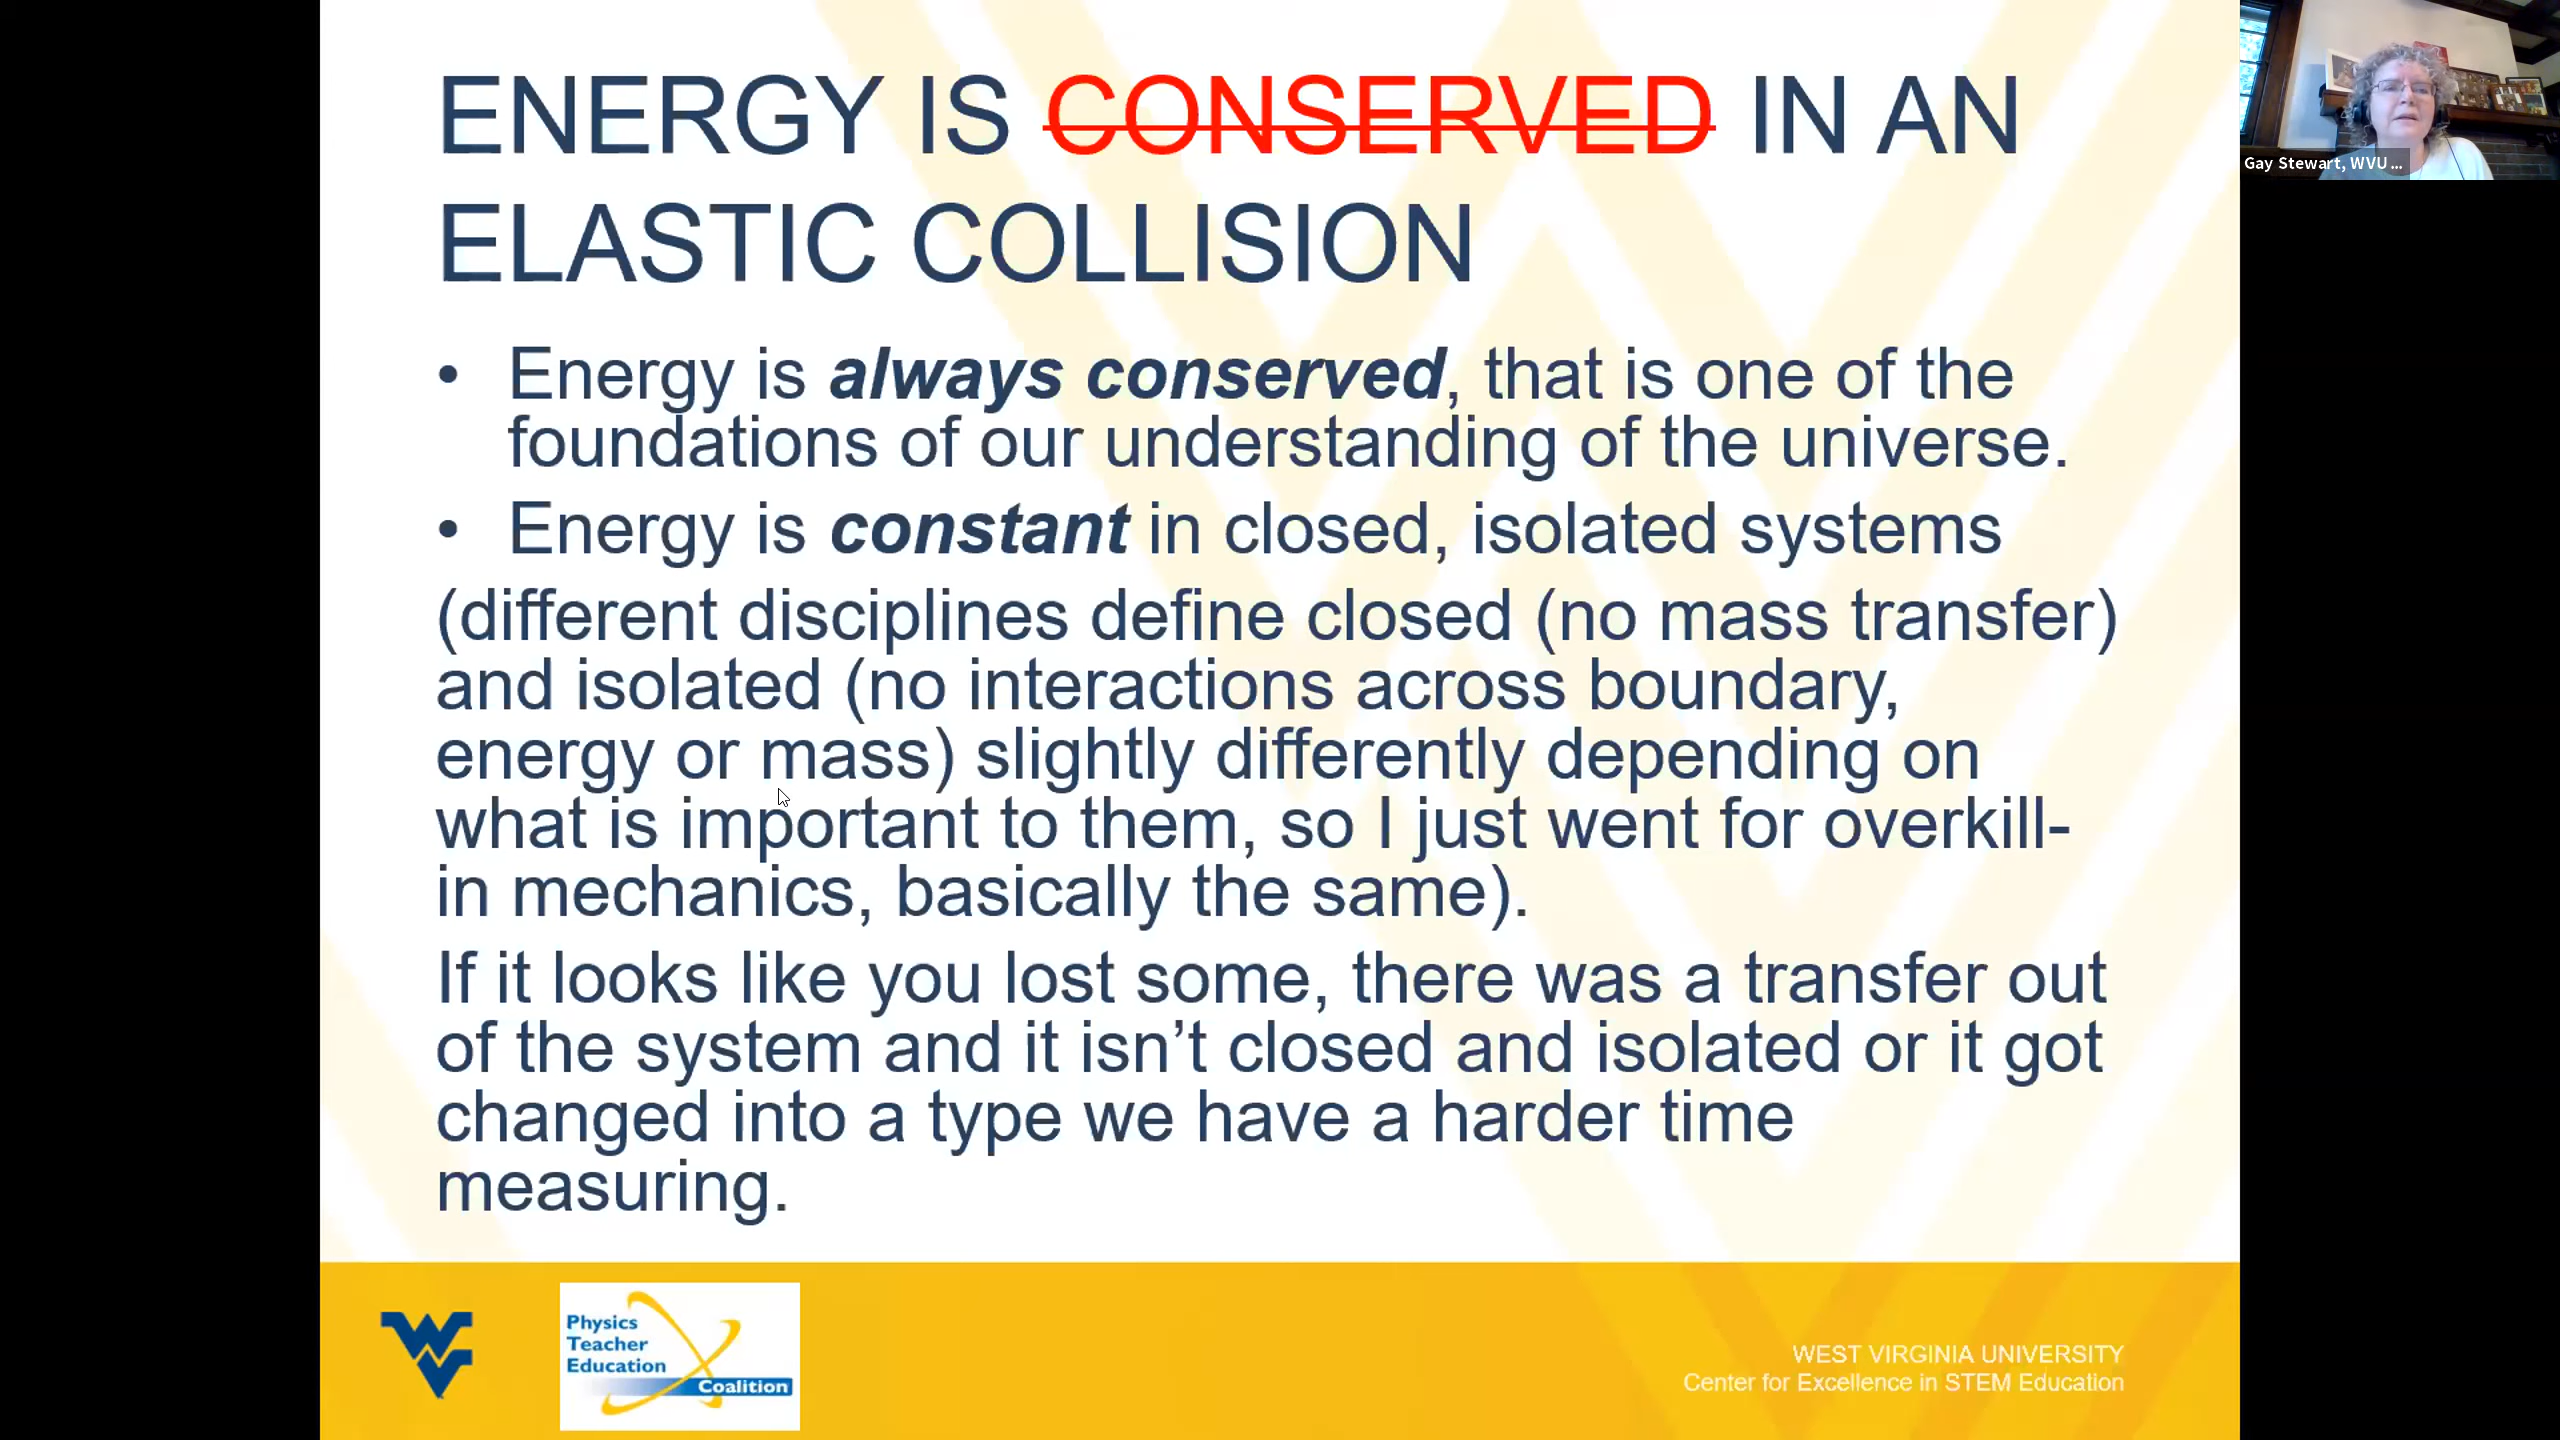 ENERGY IS CONSERVED IN AN
ELASTIC COLLISION
• Energy is always conserved, that is one of the
foundations of our understanding of the universe.
• Energy is constant in closed, isolated systems
(different disciplines define closed (no mass transfer)
and isolated (no interactions across boundary,
energy or mass) slightly differently depending on
what is important to them, so I just went for overkill-
in mechanics, basically the same).
If it looks like you lost some, there was a transfer out
of the system and it isn’t closed and isolated or it got
changed into a type we have a harder time
measuring.
Gay Stewart, WVU ...
WV
Physics
Teacher
Education
Coalition
WEST VIRGINIA UNIVERSITY
Center for Excellence in STEM Education